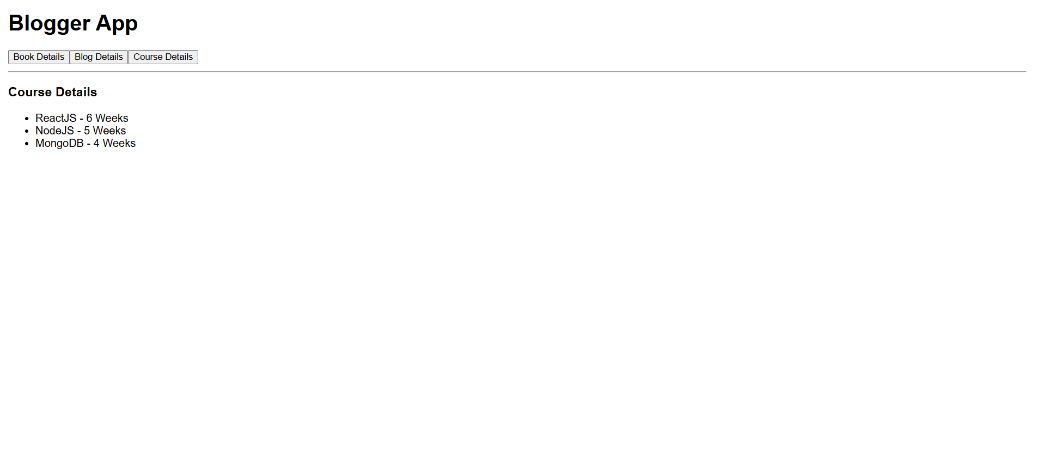 Blogger App
Book Details Blog Details Course Details
Course Details
ReactJS - 6 Weeks
NodeJS - 5 Weeks
MongoDB - 4 Weeks